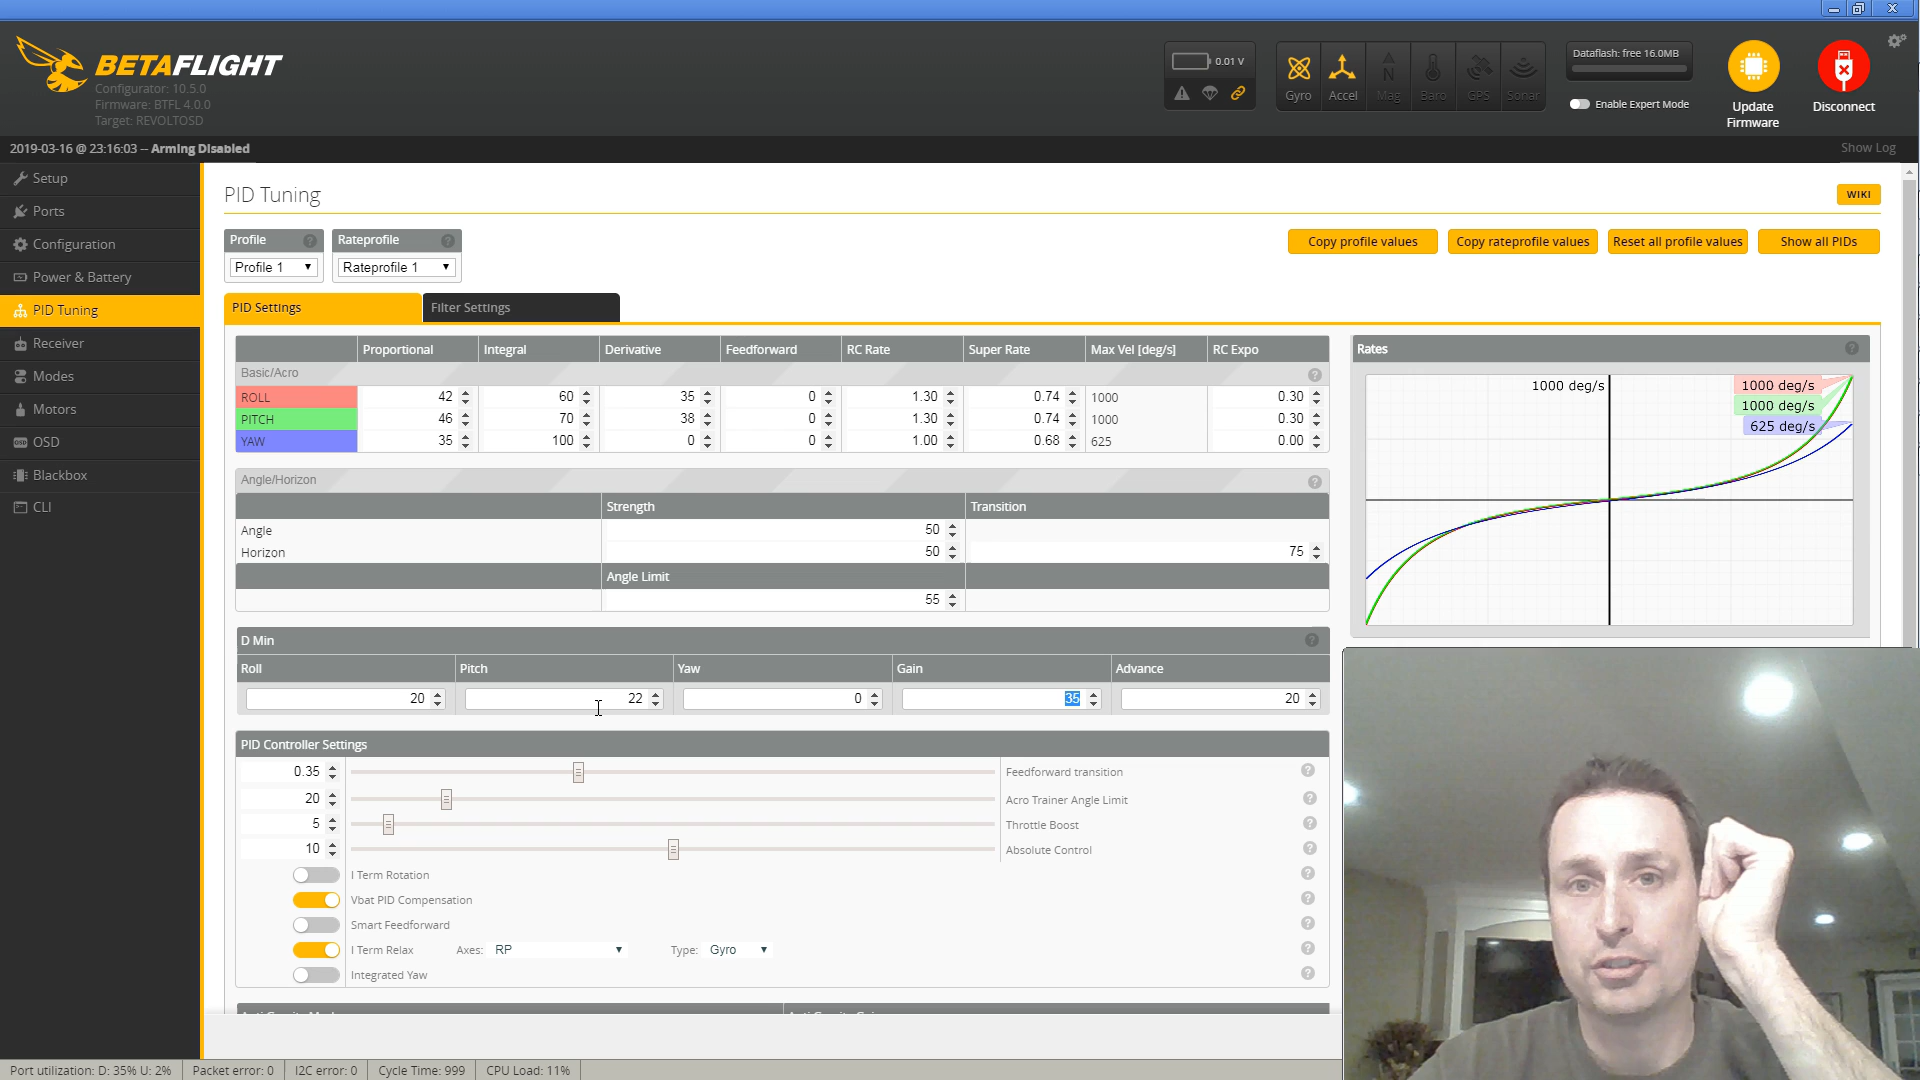 BETAFLIGHT
Configurator: 10.5.0
Firmware: BTFL 4.0.0
Target: REVOLTOSD
0.01 V
Gyro
Accel
Mag
Baro
GPS
Sonar
Dataflash: free 16.0MB
Enable Expert Mode
Update
Firmware
Disconnect
2019-03-16 @ 23:16:03 -- Arming Disabled
Show Log
Setup
Ports
Configuration
Power & Battery
PID Tuning
Receiver
Modes
Motors
OSD
Blackbox
CLI
PID Tuning
WIKI
Profile
Rateprofile
Profile 1
Rateprofile 1
Copy profile values
Copy rateprofile values
Reset all profile values
Show all PIDs
PID Settings
Filter Settings
Proportional Integral Derivative Feedforward RC Rate Super Rate Max Vel [deg/s] RC Expo
Basic/Acro
ROLL 42 60 35 0 1.30 0.74 1000 0.30
PITCH 46 70 38 0 1.30 0.74 1000 0.30
YAW 35 100 0 0 1.00 0.68 625 0.00
Rates
1000 deg/s
1000 deg/s
1000 deg/s
625 deg/s
Angle/Horizon
Strength Transition
Angle 50
Horizon 50 75
Angle Limit
55
D Min
Roll Pitch Yaw Gain Advance
20 22 0 35 20
PID Controller Settings
0.35 Feedforward transition
20 Acro Trainer Angle Limit
5 Throttle Boost
10 Absolute Control
I Term Rotation
Vbat PID Compensation
Smart Feedforward
I Term Relax Axes: RP Type: Gyro
Integrated Yaw
Port utilization: D: 35% U: 2%
Packet error: 0
I2C error: 0
Cycle Time: 999
CPU Load: 11%